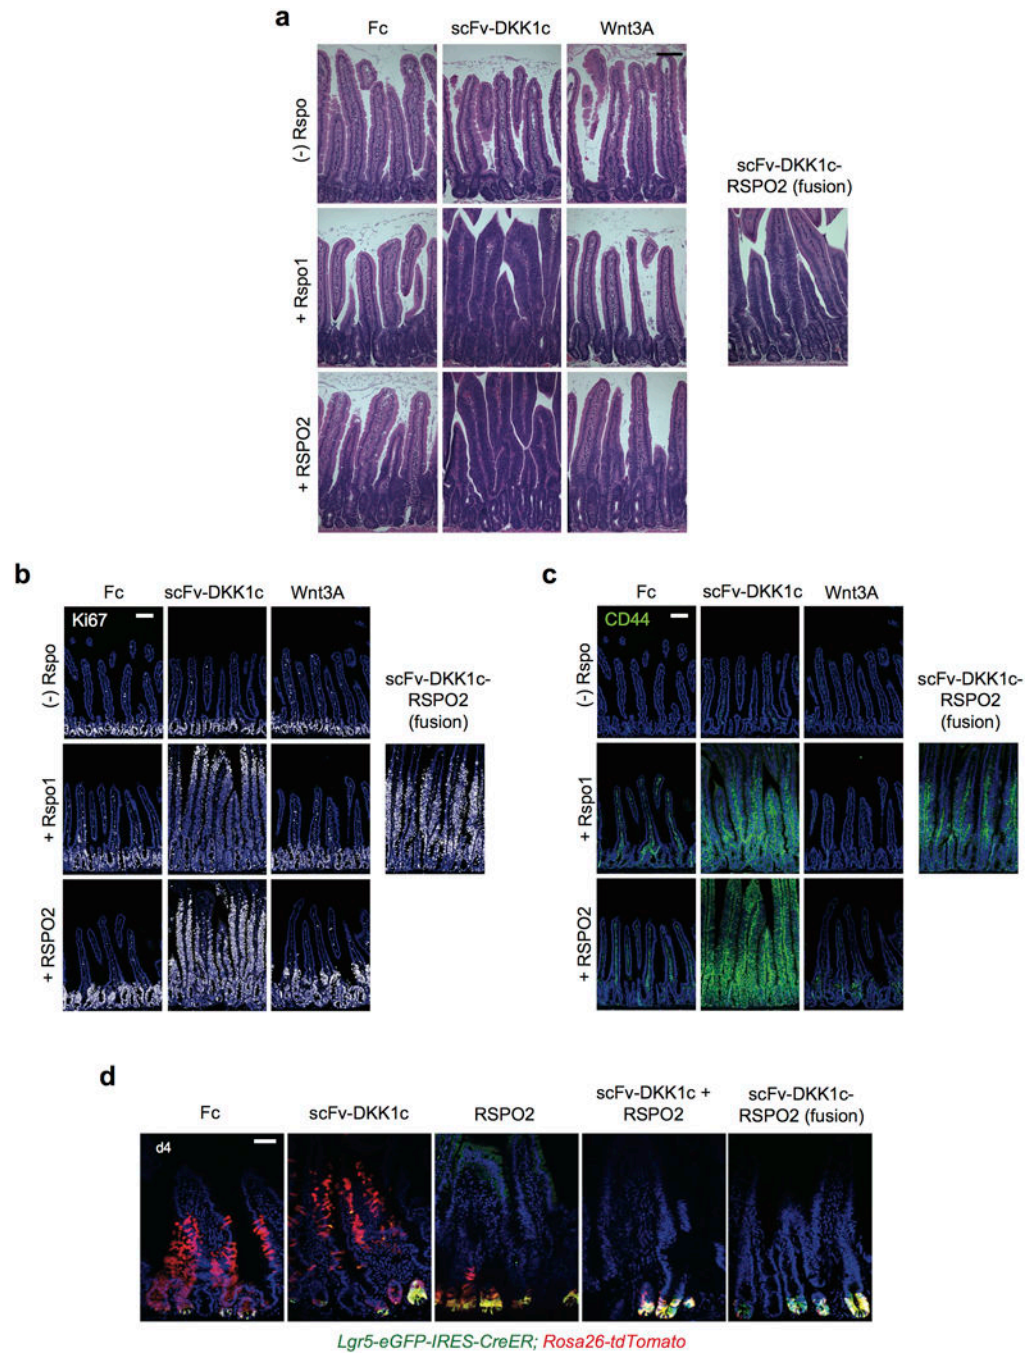 a
Fc
scFv-DKK1c
Wnt3A
(-) Rspo
+ Rspo1
+ RSPO2
scFv-DKK1c-
RSPO2 (fusion)
b
Fc
scFv-DKK1c
Wnt3A
Ki67
(-) Rspo
+ Rspo1
+ RSPO2
scFv-DKK1c-
RSPO2
(fusion)
c
Fc
scFv-DKK1c
Wnt3A
CD44
(-) Rspo
+ Rspo1
+ RSPO2
scFv-DKK1c-
RSPO2
(fusion)
d
Fc
scFv-DKK1c
RSPO2
scFv-DKK1c +
RSPO2
scFv-DKK1c-
RSPO2 (fusion)
d4
Lgr5-eGFP-IRES-CreER; Rosa26-tdTomato